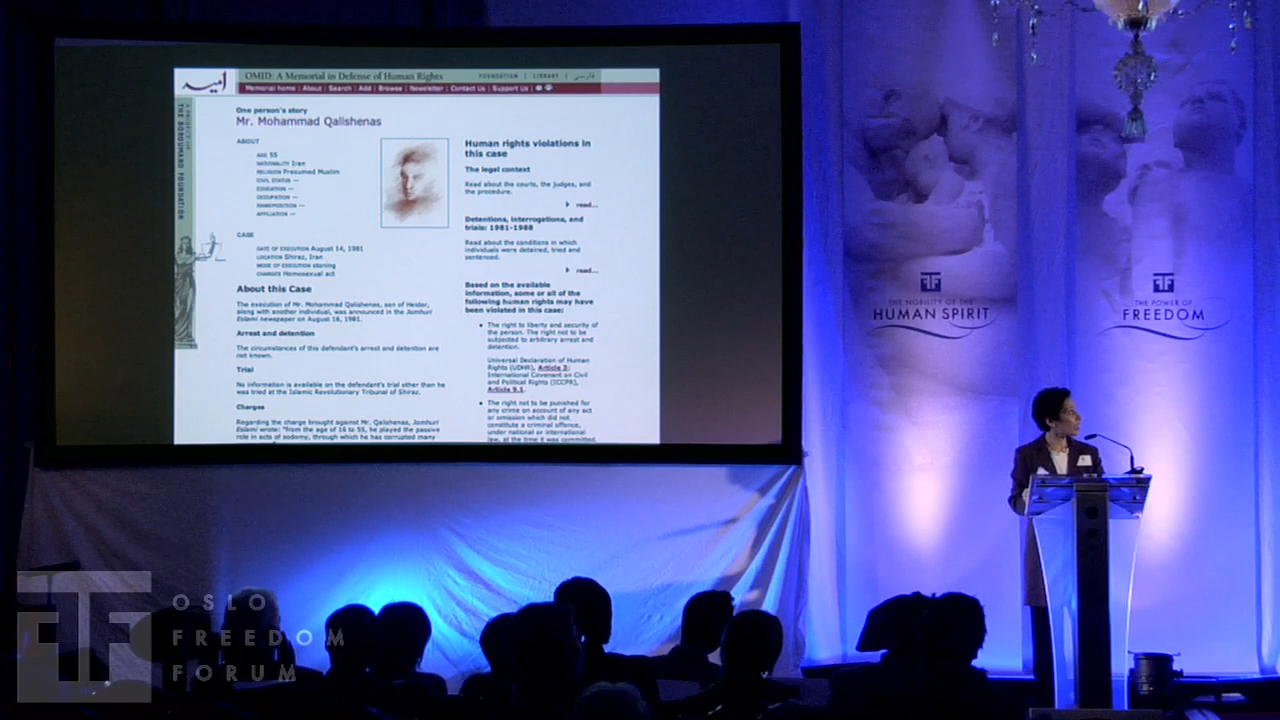 امید
OMID: A Memorial in Defense of Human Rights
FOUNDATION | LIBRARY | فارسی
Memorial home | About | Search | Add | Browse | Newsletter | Contact Us | Support Us |
A PROJECT OF
THE BOROUMAND FOUNDATION
One person's story
Mr. Mohammad Qalishenas
ABOUT
AGE 55
NATIONALITY Iran
RELIGION Presumed Muslim
CIVIL STATUS --
EDUCATION --
OCCUPATION --
AFFILIATION --
CASE
DATE OF EXECUTION August 14, 1981
LOCATION Shiraz, Iran
MODE OF EXECUTION stoning
CHARGES Homosexual act
About this Case
The execution of Mr. Mohammad Qalishenas, son of Heidar,
along with another individual, was announced in the Jomhuri
Eslami newspaper on August 16, 1981.
Arrest and detention
The circumstances of this defendant's arrest and detention are
not known.
Trial
No information is available on the defendant's trial other than he
was tried at the Islamic Revolutionary Tribunal of Shiraz.
Charges
Regarding the charge brought against Mr. Qalishenas, Jomhuri
Eslami wrote: "From the age of 16 to 55, he played the passive
role in acts of sodomy, through which he has corrupted many
Human rights violations in
this case
The legal context
Read about the courts, the judges, and
the procedure.
read...
Detentions, interrogations, and
trials: 1981-1988
Read about the conditions in which
individuals were detained, tried and
sentenced.
read...
Based on the available
information, some or all of the
following human rights may have
been violated in this case:
• The right to liberty and security of
the person. The right not to be
subjected to arbitrary arrest and
detention.
Universal Declaration of Human
Rights (UDHR), Article 3;
International Covenant on Civil
and Political Rights (ICCPR),
Article 9.1.
• The right not to be punished for
any crime on account of any act
or omission which did not
constitute a criminal offence,
under national or international
law, at the time it was committed.
THE NOBILITY OF THE
HUMAN SPIRIT
THE POWER OF
FREEDOM
OSLO
FREEDOM
FORUM